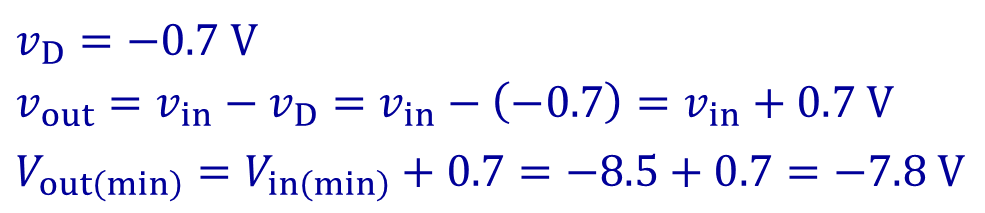 v_D = −0.7 V
v_out = v_in − v_D = v_in − (−0.7) = v_in + 0.7 V
V_out(min) = V_in(min) + 0.7 = −8.5 + 0.7 = −7.8 V